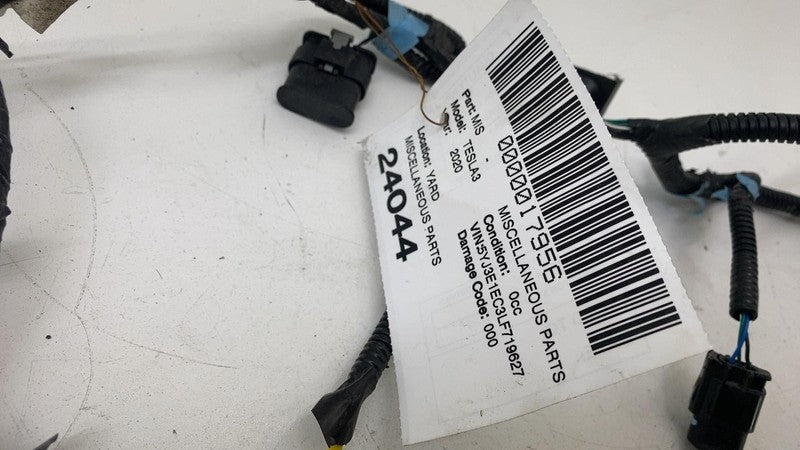 0000017956
MISCELLANEOUS PARTS
Part: MIS -
Model: TESLA3
Year: 2020
Condition: Occ
VIN:5YJ3E1EC3LF719627
Damage Code: 000
Location: YARD
MISCELLANEOUS PARTS
24044